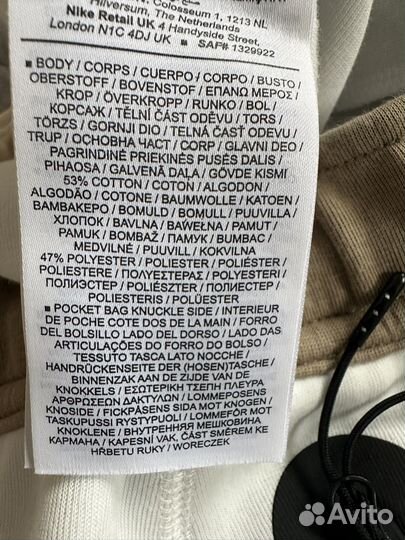 Colosseum 1, 1213 NL
Hilversum, The Netherlands
Nike Retail UK 4 Handyside Street,
London N1C 4DJ UK ■ SAF# 1329922
■ BODY / CORPS / CUERPO / CORPO / BUSTO /
OBERSTOFF / BOVENSTOF / ΕΠΑΝΩ ΜΕΡΟΣ /
KROP / ÖVERKROPP / RUNKO / BOL /
КОРСАЖ / TĚLNÍ ČÁST ODĚVU / TORS /
TÖRZS / GORNJI DIO / TELNÁ ČASŤ ODEVU /
TRUP / ОСНОВНА ЧАСТ / CORP / GLAVNI DEO /
PAGRINDINĖ PRIEKINĖS PUSĖS DALIS /
PIHAOSA / GALVENĀ DAĻA / GÖVDE KISMI
53% COTTON / COTON / ALGODON /
ALGODÃO / COTONE / BAUMWOLLE / KATOEN /
ΒΑΜΒΑΚΕΡΟ / BOMULD / BOMULL / PUUVILLA /
ХЛОПОК / BAVLNA / BAWEŁNA / PAMUT /
PAMUK / BOMBAŽ / ПАМУК / BUMBAC /
MEDVILNĖ / PUUVILL / KOKVILNA
47% POLYESTER / POLIESTER / POLIÉSTER /
POLIESTERE / ΠΟΛΥΕΣΤΕΡΑΣ / POLYESTERI /
ПОЛИЭСТЕР / POLIÉSZTER / ПОЛИЕСТЕР /
POLIESTERIS / POLÜESTER
■ POCKET BAG KNUCKLE SIDE / INTERIEUR
DE POCHE COTE DOS DE LA MAIN / FORRO
DEL BOLSILLO LADO DEL DORSO / LADO DAS
ARTICULAÇÕES DO FORRO DO BOLSO /
TESSUTO TASCA LATO NOCCHE /
HANDRÜCKENSEITE DER (HOSEN)TASCHE /
BINNENZAK AAN DE ZIJDE VAN DE
KNOKKELS / ΕΣΩΤΕΡΙΚΗ ΤΣΕΠΗ ΠΛΕΥΡΑ
ΑΡΘΡΩΣΕΩΝ ΔΑΚΤΥΛΩΝ / LOMMEPOSENS
KNOSIDE / FICKPÅSENS SIDA MOT KNOGEN /
TASKUPUSSI RYSTYPUOLI / LOMMEFÔR MOT
KNOKLENE / ВНУТРЕННЯЯ МЕШКОВИНА
КАРМАНА / KAPESNÍ VAK, ČÁST SMĚREM KE
HŘBETU RUKY / WORECZEK
Avito